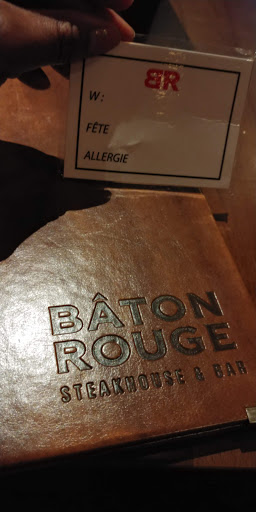 BR
W :
FÊTE
ALLERGIE
BÂTON
ROUGE
STEAKHOUSE & BAR